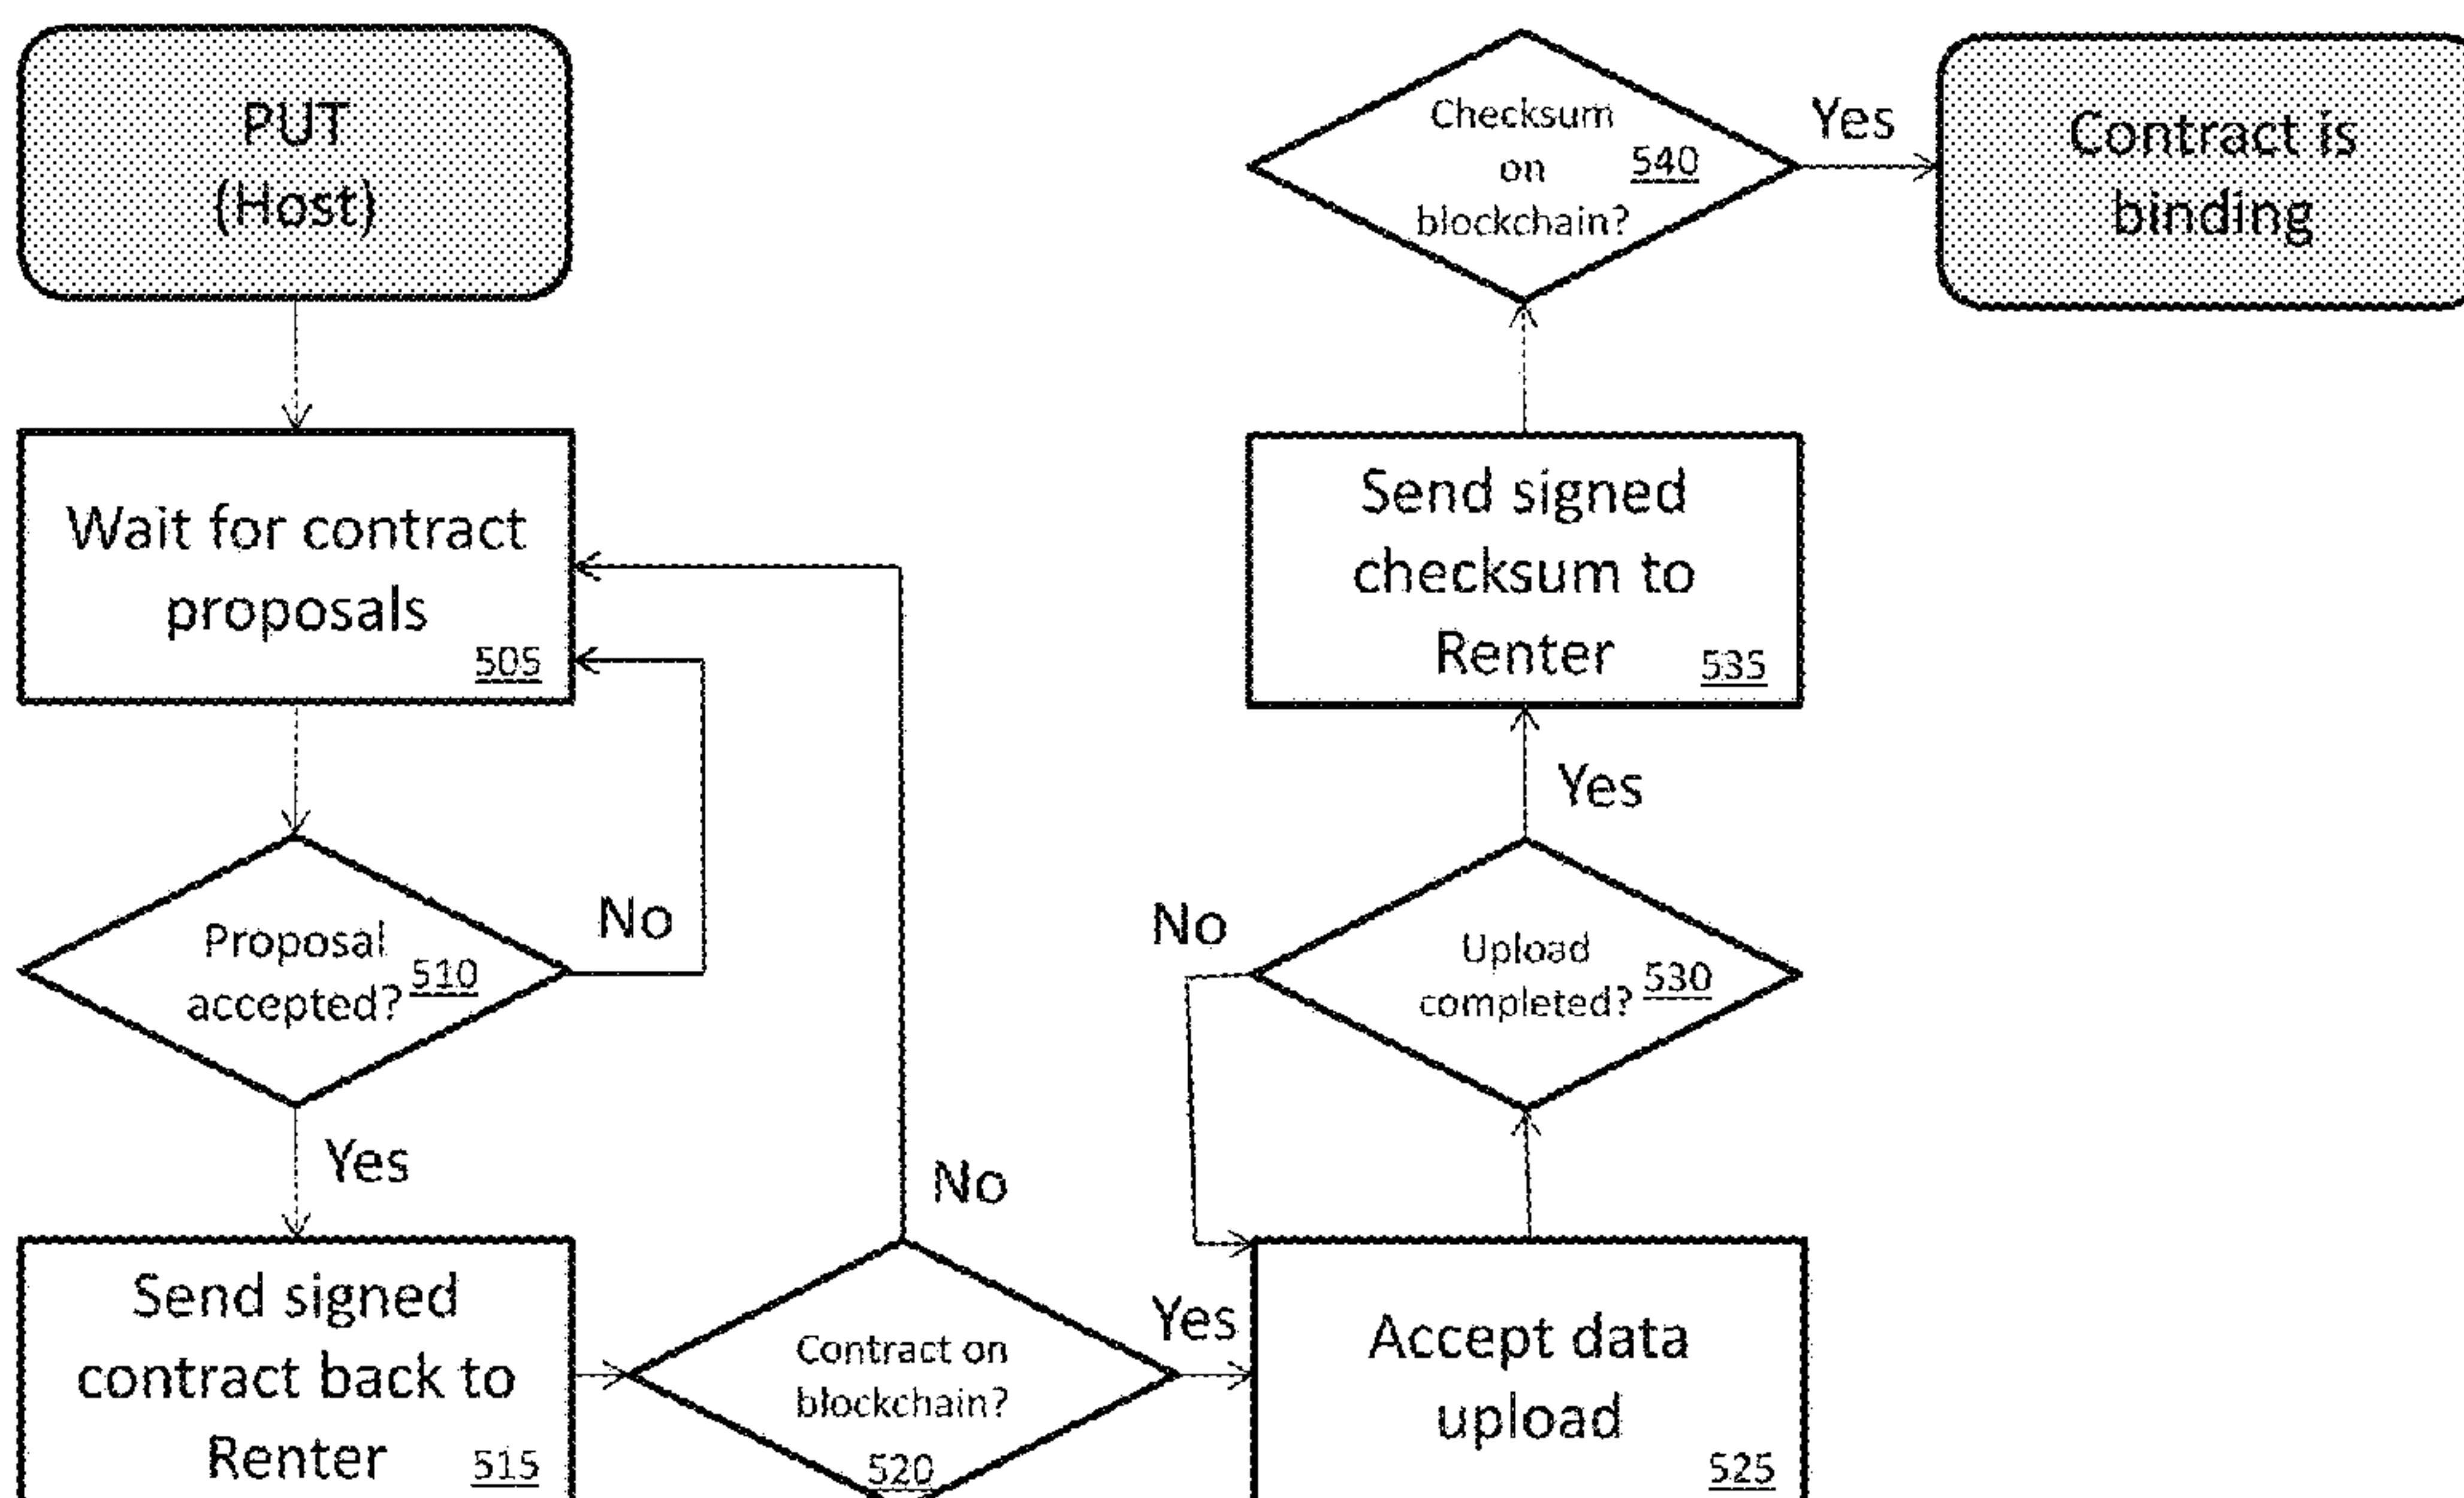 PUT
(Host)
Wait for contract
proposals
505
Proposal
accepted?
510
No
Yes
Send signed
contract back to
Renter
515
Contract on
blockchain?
520
No
Yes
Accept data
upload
525
Upload
completed?
530
No
Yes
Send signed
checksum to
Renter
535
Checksum
on
blockchain?
540
Yes
Contract is
binding